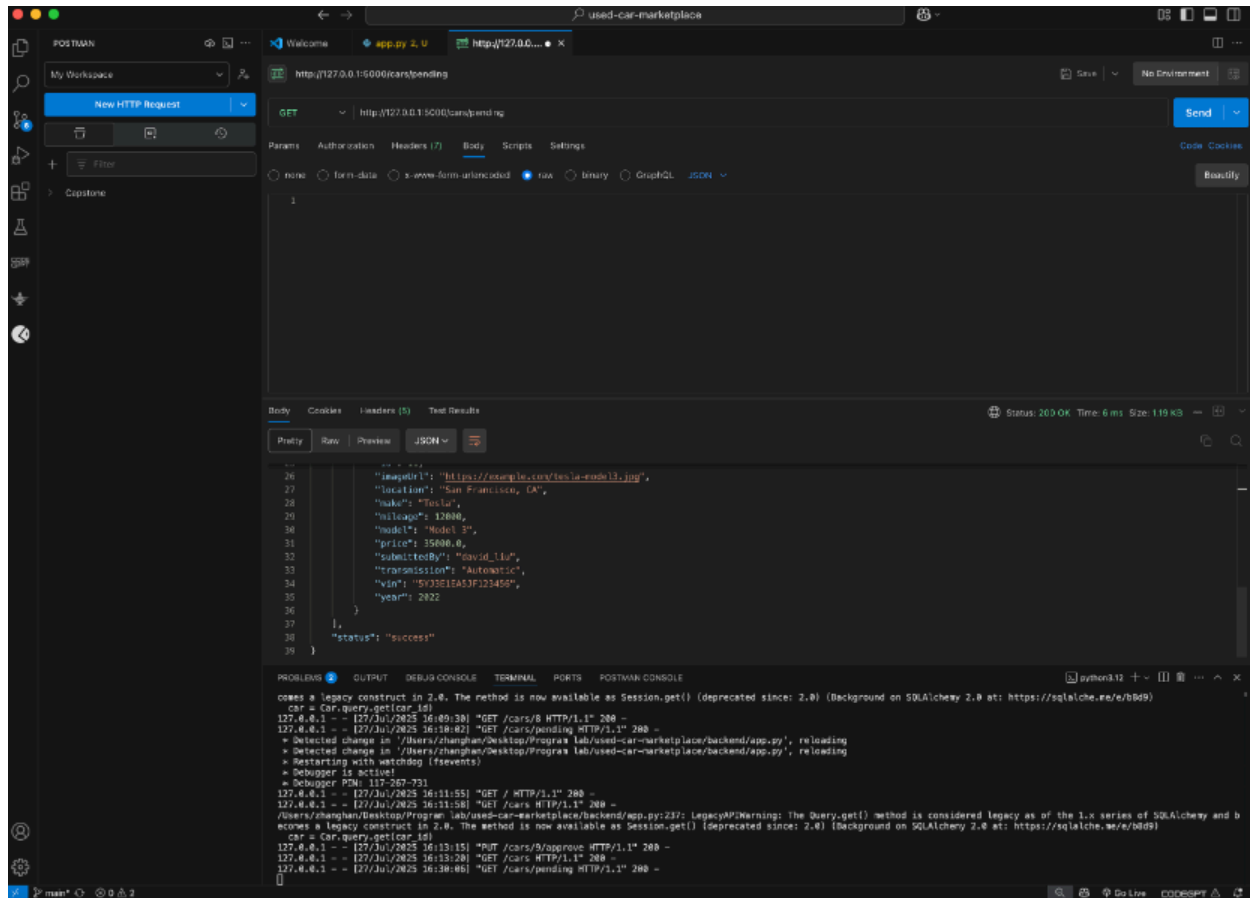 used-car-marketplace
POSTMAN
Welcome
app.py 2, U
http://127.0.0....
My Workspace
http://127.0.0.1:5000/cars/pending
Save
No Environment
New HTTP Request
GET
http://127.0.0.1:5000/cars/pending
Send
Params Authorization Headers (7) Body Scripts Settings
Code Cookies
Filter
none form-data x-www-form-urlencoded raw binary GraphQL JSON
Beautify
Capstone
1
Body Cookies Headers (5) Test Results
Status: 200 OK Time: 6 ms Size: 1.19 KB
Pretty Raw Preview JSON
26 "imageUrl": "https://example.com/tesla-model3.jpg",
27 "location": "San Francisco, CA",
28 "make": "Tesla",
29 "mileage": 12000,
30 "model": "Model 3",
31 "price": 35000.0,
32 "submittedBy": "david_liu",
33 "transmission": "Automatic",
34 "vin": "5YJ3E1EA5JF123456",
35 "year": 2022
36 }
37 ],
38 "status": "success"
39 }
PROBLEMS 2 OUTPUT DEBUG CONSOLE TERMINAL PORTS POSTMAN CONSOLE
python3.12
comes a legacy construct in 2.0. The method is now available as Session.get() (deprecated since: 2.0) (Background on SQLAlchemy 2.0 at: https://sqlalche.me/e/b8d9)
car = Car.query.get(car_id)
127.0.0.1 - - [27/Jul/2025 16:09:30] "GET /cars/8 HTTP/1.1" 200 -
127.0.0.1 - - [27/Jul/2025 16:10:02] "GET /cars/pending HTTP/1.1" 200 -
* Detected change in '/Users/zhanghan/Desktop/Program lab/used-car-marketplace/backend/app.py', reloading
* Detected change in '/Users/zhanghan/Desktop/Program lab/used-car-marketplace/backend/app.py', reloading
* Restarting with watchdog (fsevents)
* Debugger is active!
* Debugger PIN: 117-267-731
127.0.0.1 - - [27/Jul/2025 16:11:55] "GET / HTTP/1.1" 200 -
127.0.0.1 - - [27/Jul/2025 16:11:58] "GET /cars HTTP/1.1" 200 -
/Users/zhanghan/Desktop/Program lab/used-car-marketplace/backend/app.py:237: LegacyAPIWarning: The Query.get() method is considered legacy as of the 1.x series of SQLAlchemy and b
ecomes a legacy construct in 2.0. The method is now available as Session.get() (deprecated since: 2.0) (Background on SQLAlchemy 2.0 at: https://sqlalche.me/e/b8d9)
car = Car.query.get(car_id)
127.0.0.1 - - [27/Jul/2025 16:13:15] "PUT /cars/9/approve HTTP/1.1" 200 -
127.0.0.1 - - [27/Jul/2025 16:13:20] "GET /cars HTTP/1.1" 200 -
127.0.0.1 - - [27/Jul/2025 16:30:06] "GET /cars/pending HTTP/1.1" 200 -
main* 0 2
Go Live CODEGPT